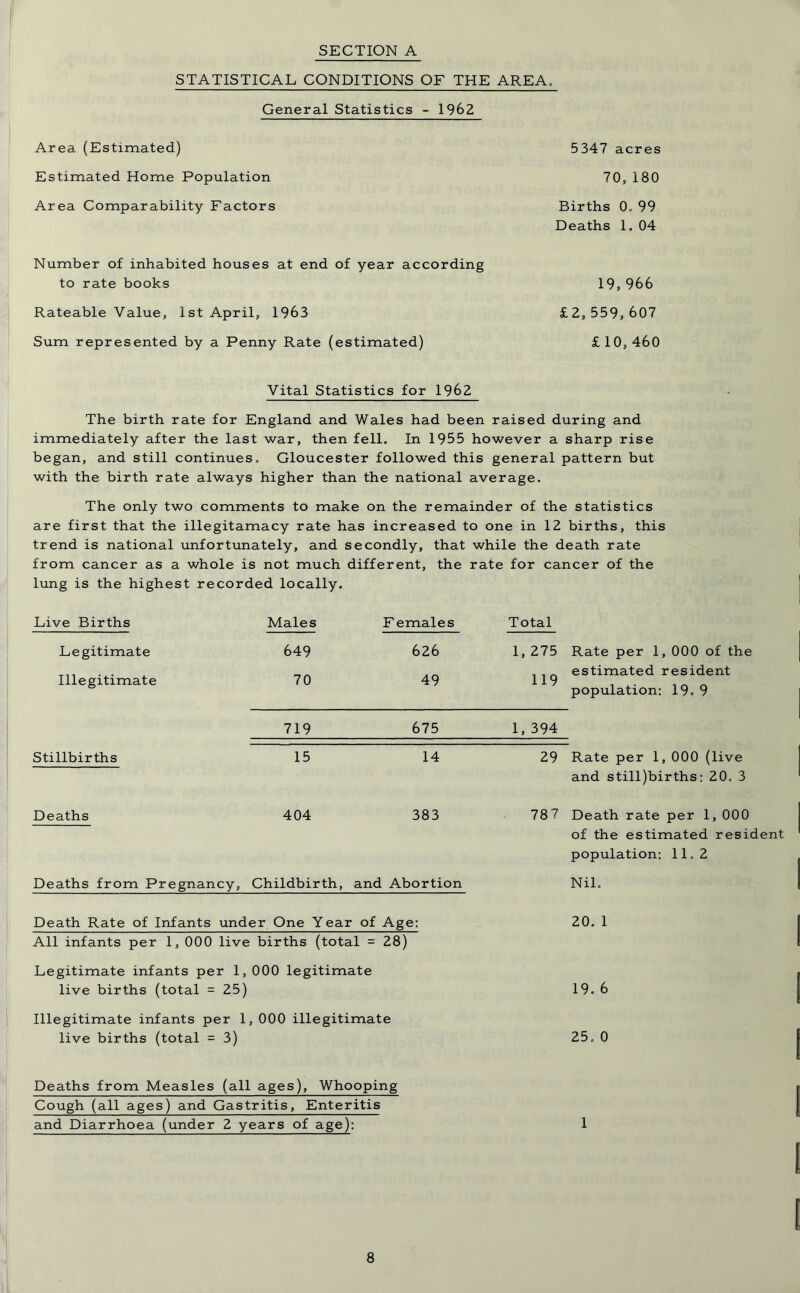 SECTION A
STATISTICAL CONDITIONS OF THE AREA.
General Statistics - 1962
Area (Estimated) 5347 acres
Estimated Home Population 70, 180
Area Comparability Factors Births 0. 99
Deaths 1. 04
Number of inhabited houses at end of year according
to rate books 19, 966
Rateable Value, 1st April, 1963 £2, 559, 607
Sum represented by a Penny Rate (estimated) £10, 460
Vital Statistics for 1962
The birth rate for England and Wales had been raised during and
immediately after the last war, then fell. In 1955 however a sharp rise
began, and still continues. Gloucester followed this general pattern but
with the birth rate always higher than the national average.
The only two comments to make on the remainder of the statistics
are first that the illegitamacy rate has increased to one in 12 births, this
trend is national unfortunately, and secondly, that while the death rate
from cancer as a whole is not much different, the rate for cancer of the
lung is the highest recorded locally.
Live Births Males Females Total
Legitimate 649 626 1, 275 Rate per 1, 000 of the
estimated resident
Illegitimate 70 49 119
population: 19. 9
719 675 1, 394
Stillbirths 15 14 29 Rate per 1, 000 (live
and still)births: 20. 3
Deaths 404 383 787 Death rate per 1, 000
of the estimated resident
population: 11. 2
Deaths from Pregnancy, Childbirth, and Abortion Nil.
Death Rate of Infants under One Year of Age: 20. 1
All infants per 1, 000 live births (total = 28)
Legitimate infants per 1, 000 legitimate
live births (total = 25) 19. 6
Illegitimate infants per 1, 000 illegitimate
live births (total = 3) 25. 0
Deaths from Measles (all ages), Whooping
Cough (all ages) and Gastritis, Enteritis
and Diarrhoea (under 2 years of age): 1
8